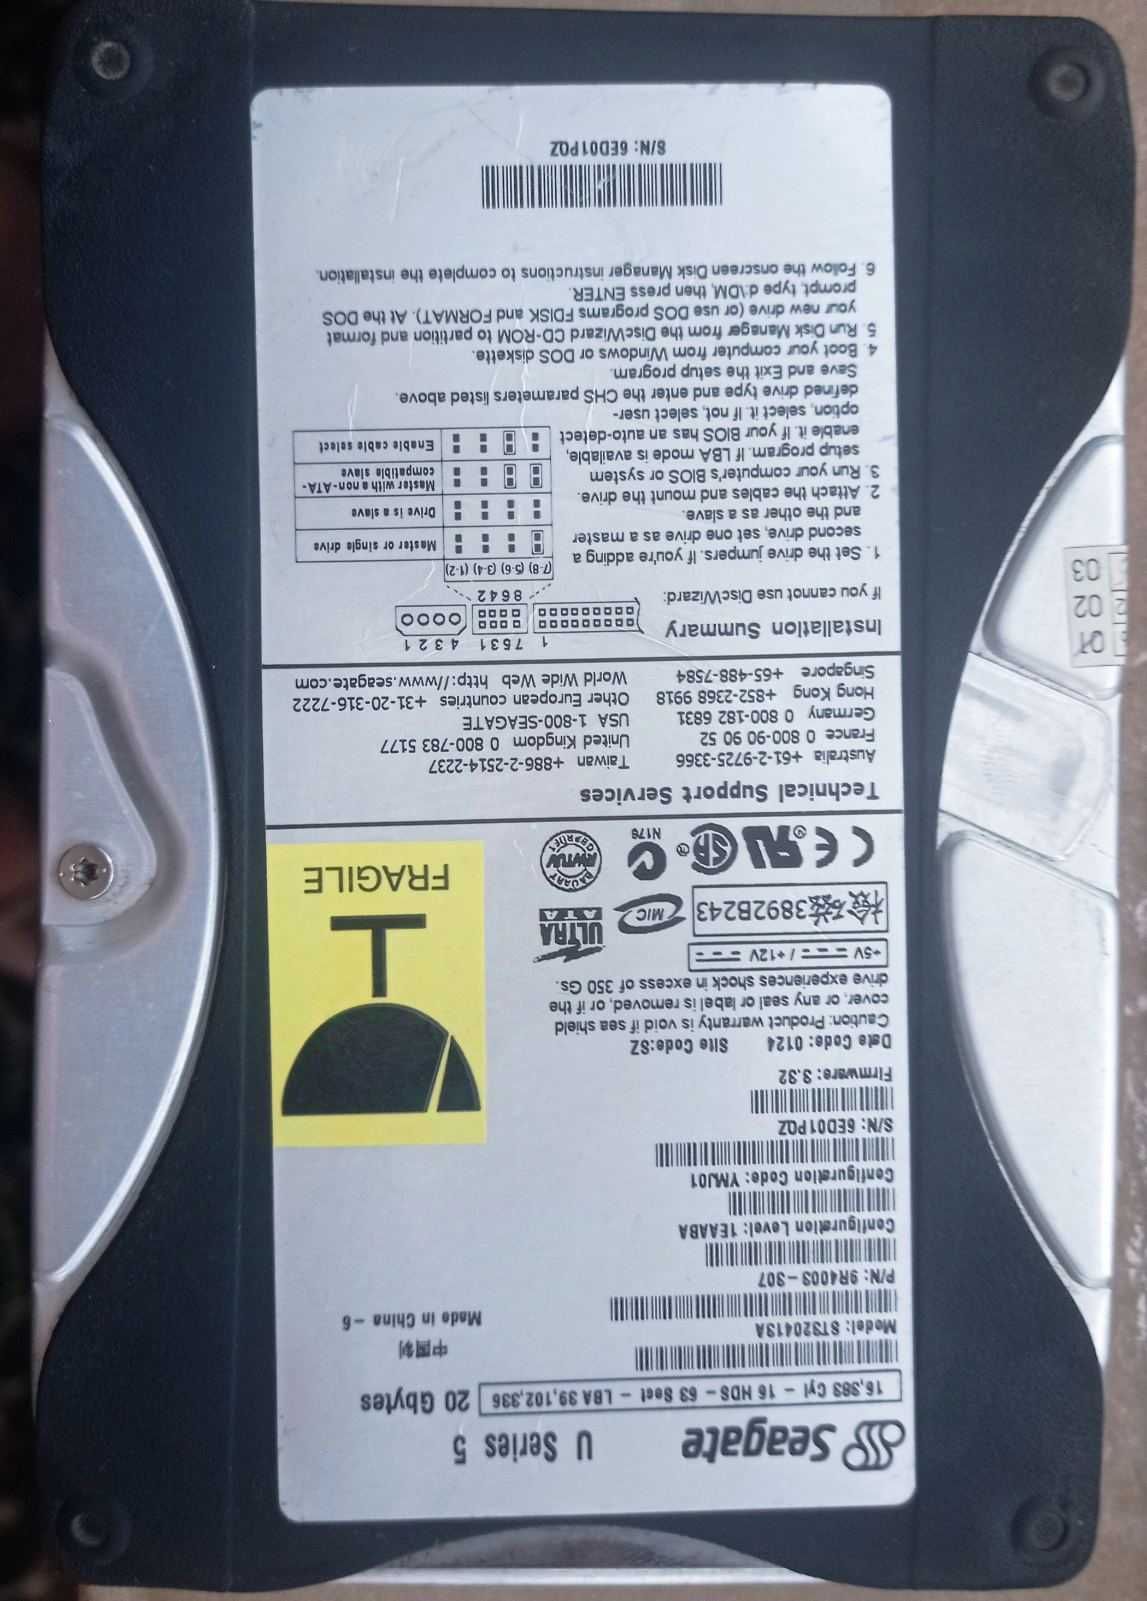 Seagate U Series 5
16,383 Cyl - 16 HDS - 63 Sect - LBA 39,102,336 20 Gbytes
Model: ST320413A
中国制
Made in China - 6
P/N: 9R4003-307
Configuration Level: 1EAABA
Configuration Code: YMJ01
S/N: 6ED01PQZ
Firmware: 3.32
Date Code: 0124 Site Code:SZ
Caution: Product warranty is void if sea shield
cover, or any seal or label is removed, or if the
drive experiences shock in excess of 350 Gs.
+5V / +12V
3892B243
MIC
ULTRA
ATA
CE
N176
BAUART
RWTÜV
GEPRÜFT
FRAGILE
Technical Support Services
Australia +61-2-9725-3366
France 0 800-90 90 52
Germany 0 800-182 6831
Hong Kong +852-2368 9918
Singapore +65-488-7584
Taiwan +886-2-2514-2237
United Kingdom 0 800-783 5177
USA 1-800-SEAGATE
Other European countries +31-20-316-7222
World Wide Web http://www.seagate.com
Installation Summary
If you cannot use DiscWizard:
1 7531 4321
8642
(7-8) (5-6) (3-4) (1-2)
Master or single drive
Drive is a slave
Master with a non-ATA-
compatible slave
Enable cable select
1. Set the drive jumpers. If you're adding a
second drive, set one drive as a master
and the other as a slave.
2. Attach the cables and mount the drive.
3. Run your computer's BIOS or system
setup program. If LBA mode is available,
enable it. If your BIOS has an auto-detect
option, select it. If not, select user-
defined drive type and enter the CHS parameters listed above.
Save and Exit the setup program.
4. Boot your computer from Windows or DOS diskette.
5. Run Disk Manager from the DiscWizard CD-ROM to partition and format
your new drive (or use DOS programs FDISK and FORMAT). At the DOS
prompt, type d:\DM, then press ENTER.
6. Follow the onscreen Disk Manager instructions to complete the installation.
S/N: 6ED01PQZ
01
02
03